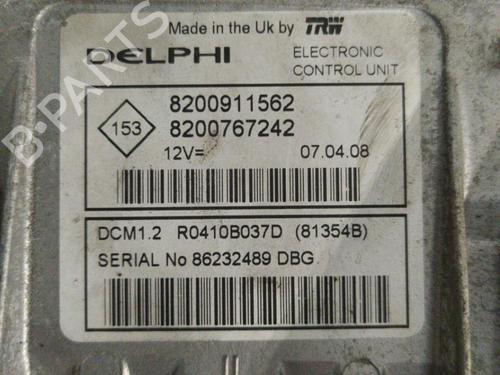 Made in the Uk by TRW
DELPHI
ELECTRONIC
CONTROL UNIT
153
8200911562
8200767242
12V=
07.04.08
DCM1.2 R0410B037D (81354B)
SERIAL No 86232489 DBG
B-PARTS